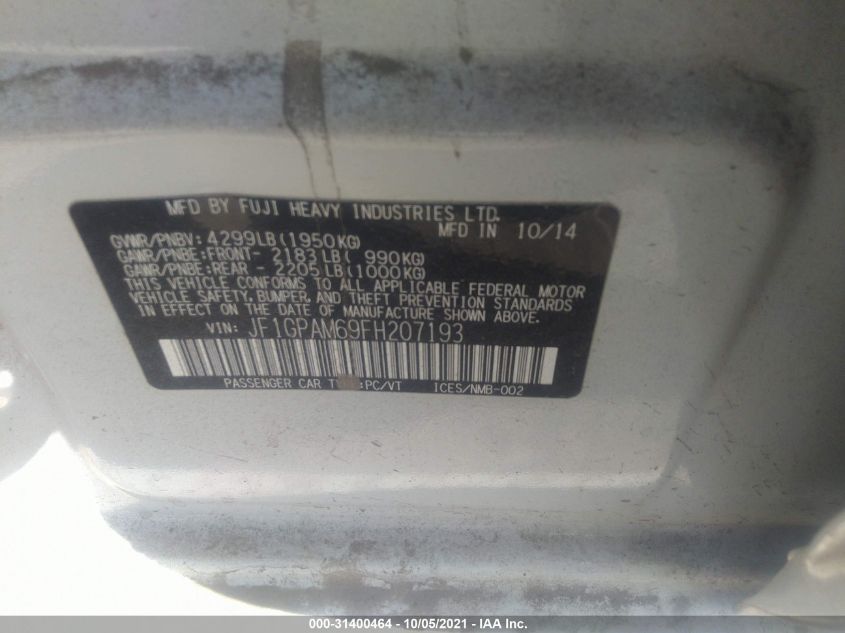 MFD BY FUJI HEAVY INDUSTRIES LTD.
MFD IN 10/14
GVWR/PNBV: 4299LB(1950KG)
GAWR/PNBE:FRONT- 2183LB( 990KG)
GAWR/PNBE:REAR - 2205LB(1000KG)
THIS VEHICLE CONFORMS TO ALL APPLICABLE FEDERAL MOTOR
VEHICLE SAFETY, BUMPER, AND THEFT PREVENTION STANDARDS
IN EFFECT ON THE DATE OF MANUFACTURE SHOWN ABOVE.
VIN: JF1GPAM69FH207193
PASSENGER CAR :PC/VT ICES/NMB-002
000-31400464 - 10/05/2021 - IAA Inc.